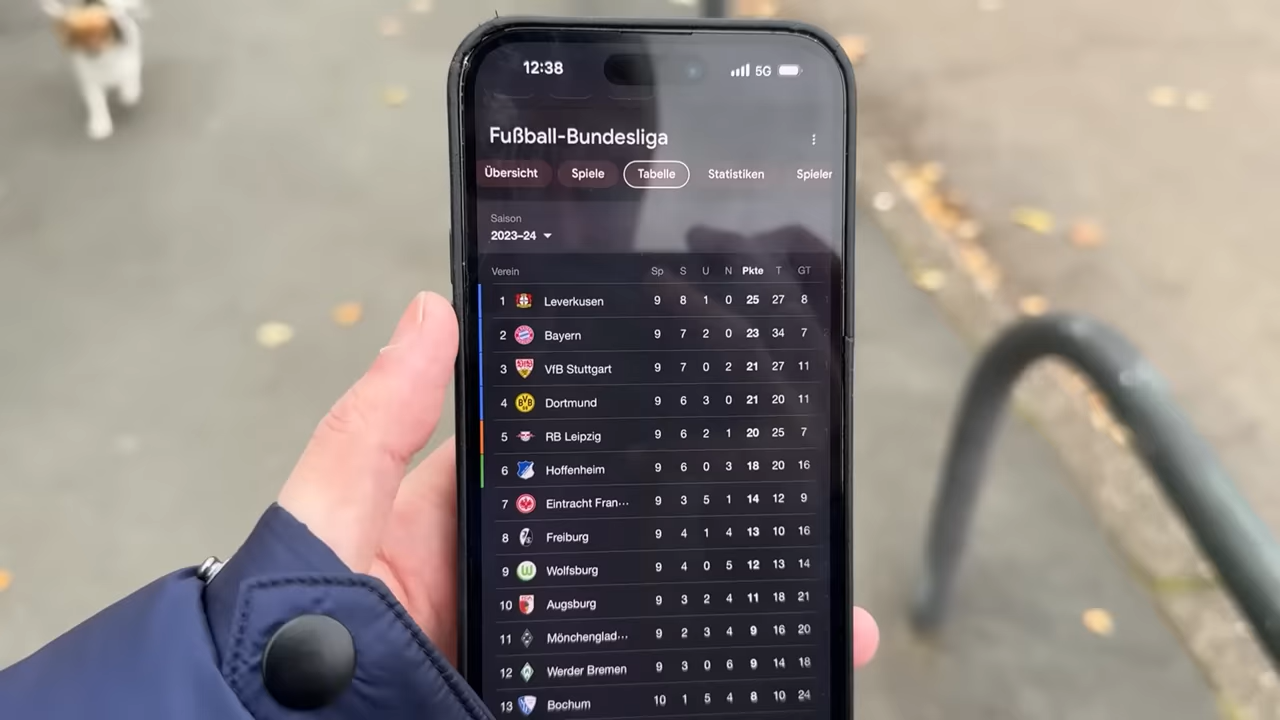 12:38 5G
Fußball-Bundesliga
Übersicht Spiele Tabelle Statistiken Spieler
Saison
2023–24
Verein Sp S U N Pkte T GT
1 Leverkusen 9 8 1 0 25 27 8
2 Bayern 9 7 2 0 23 34 7
3 VfB Stuttgart 9 7 0 2 21 27 11
4 BVB Dortmund 9 6 3 0 21 20 11
5 RB Leipzig 9 6 2 1 20 25 7
6 Hoffenheim 9 6 0 3 18 20 16
7 Eintracht Fran... 9 3 5 1 14 12 9
8 Freiburg 9 4 1 4 13 10 16
9 Wolfsburg 9 4 0 5 12 13 14
10 Augsburg 9 3 2 4 11 18 21
11 Mönchenglad... 9 2 3 4 9 16 20
12 Werder Bremen 9 3 0 6 9 14 18
13 Bochum 10 1 5 4 8 10 24